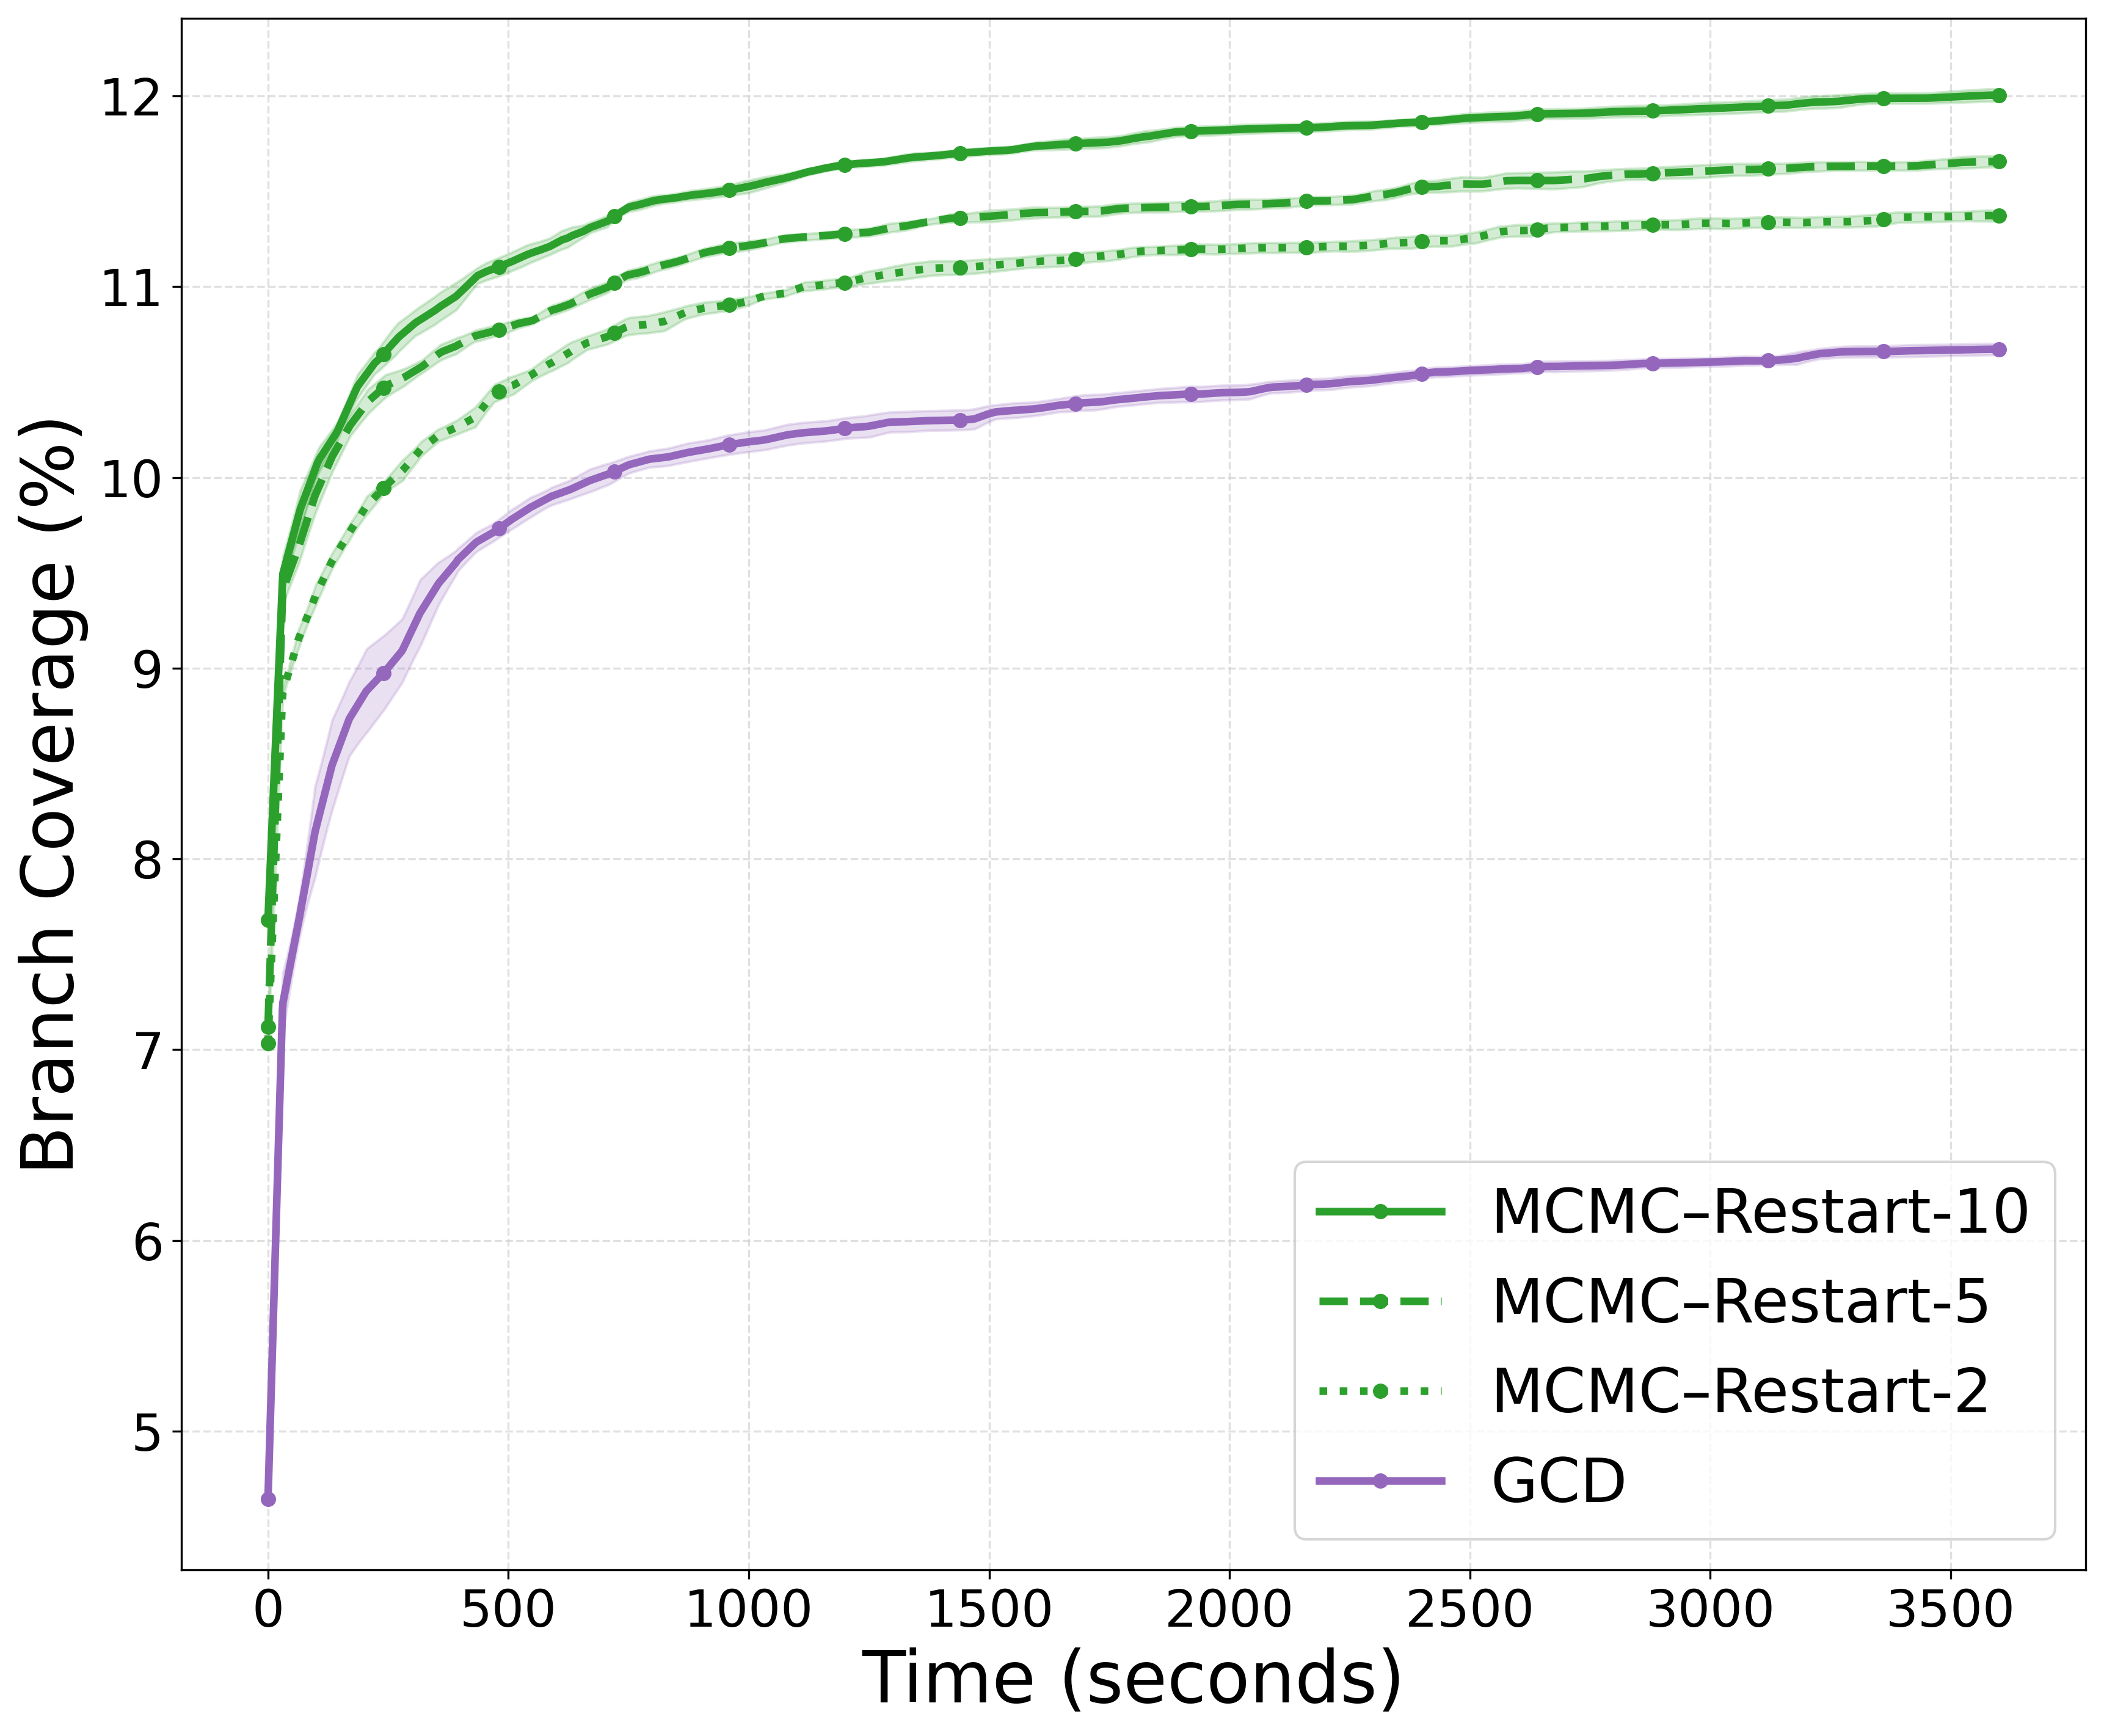 Branch Coverage (%)
12
11
10
9
8
7
6
5
0 500 1000 1500 2000 2500 3000 3500
Time (seconds)
MCMC–Restart-10
MCMC–Restart-5
MCMC–Restart-2
GCD